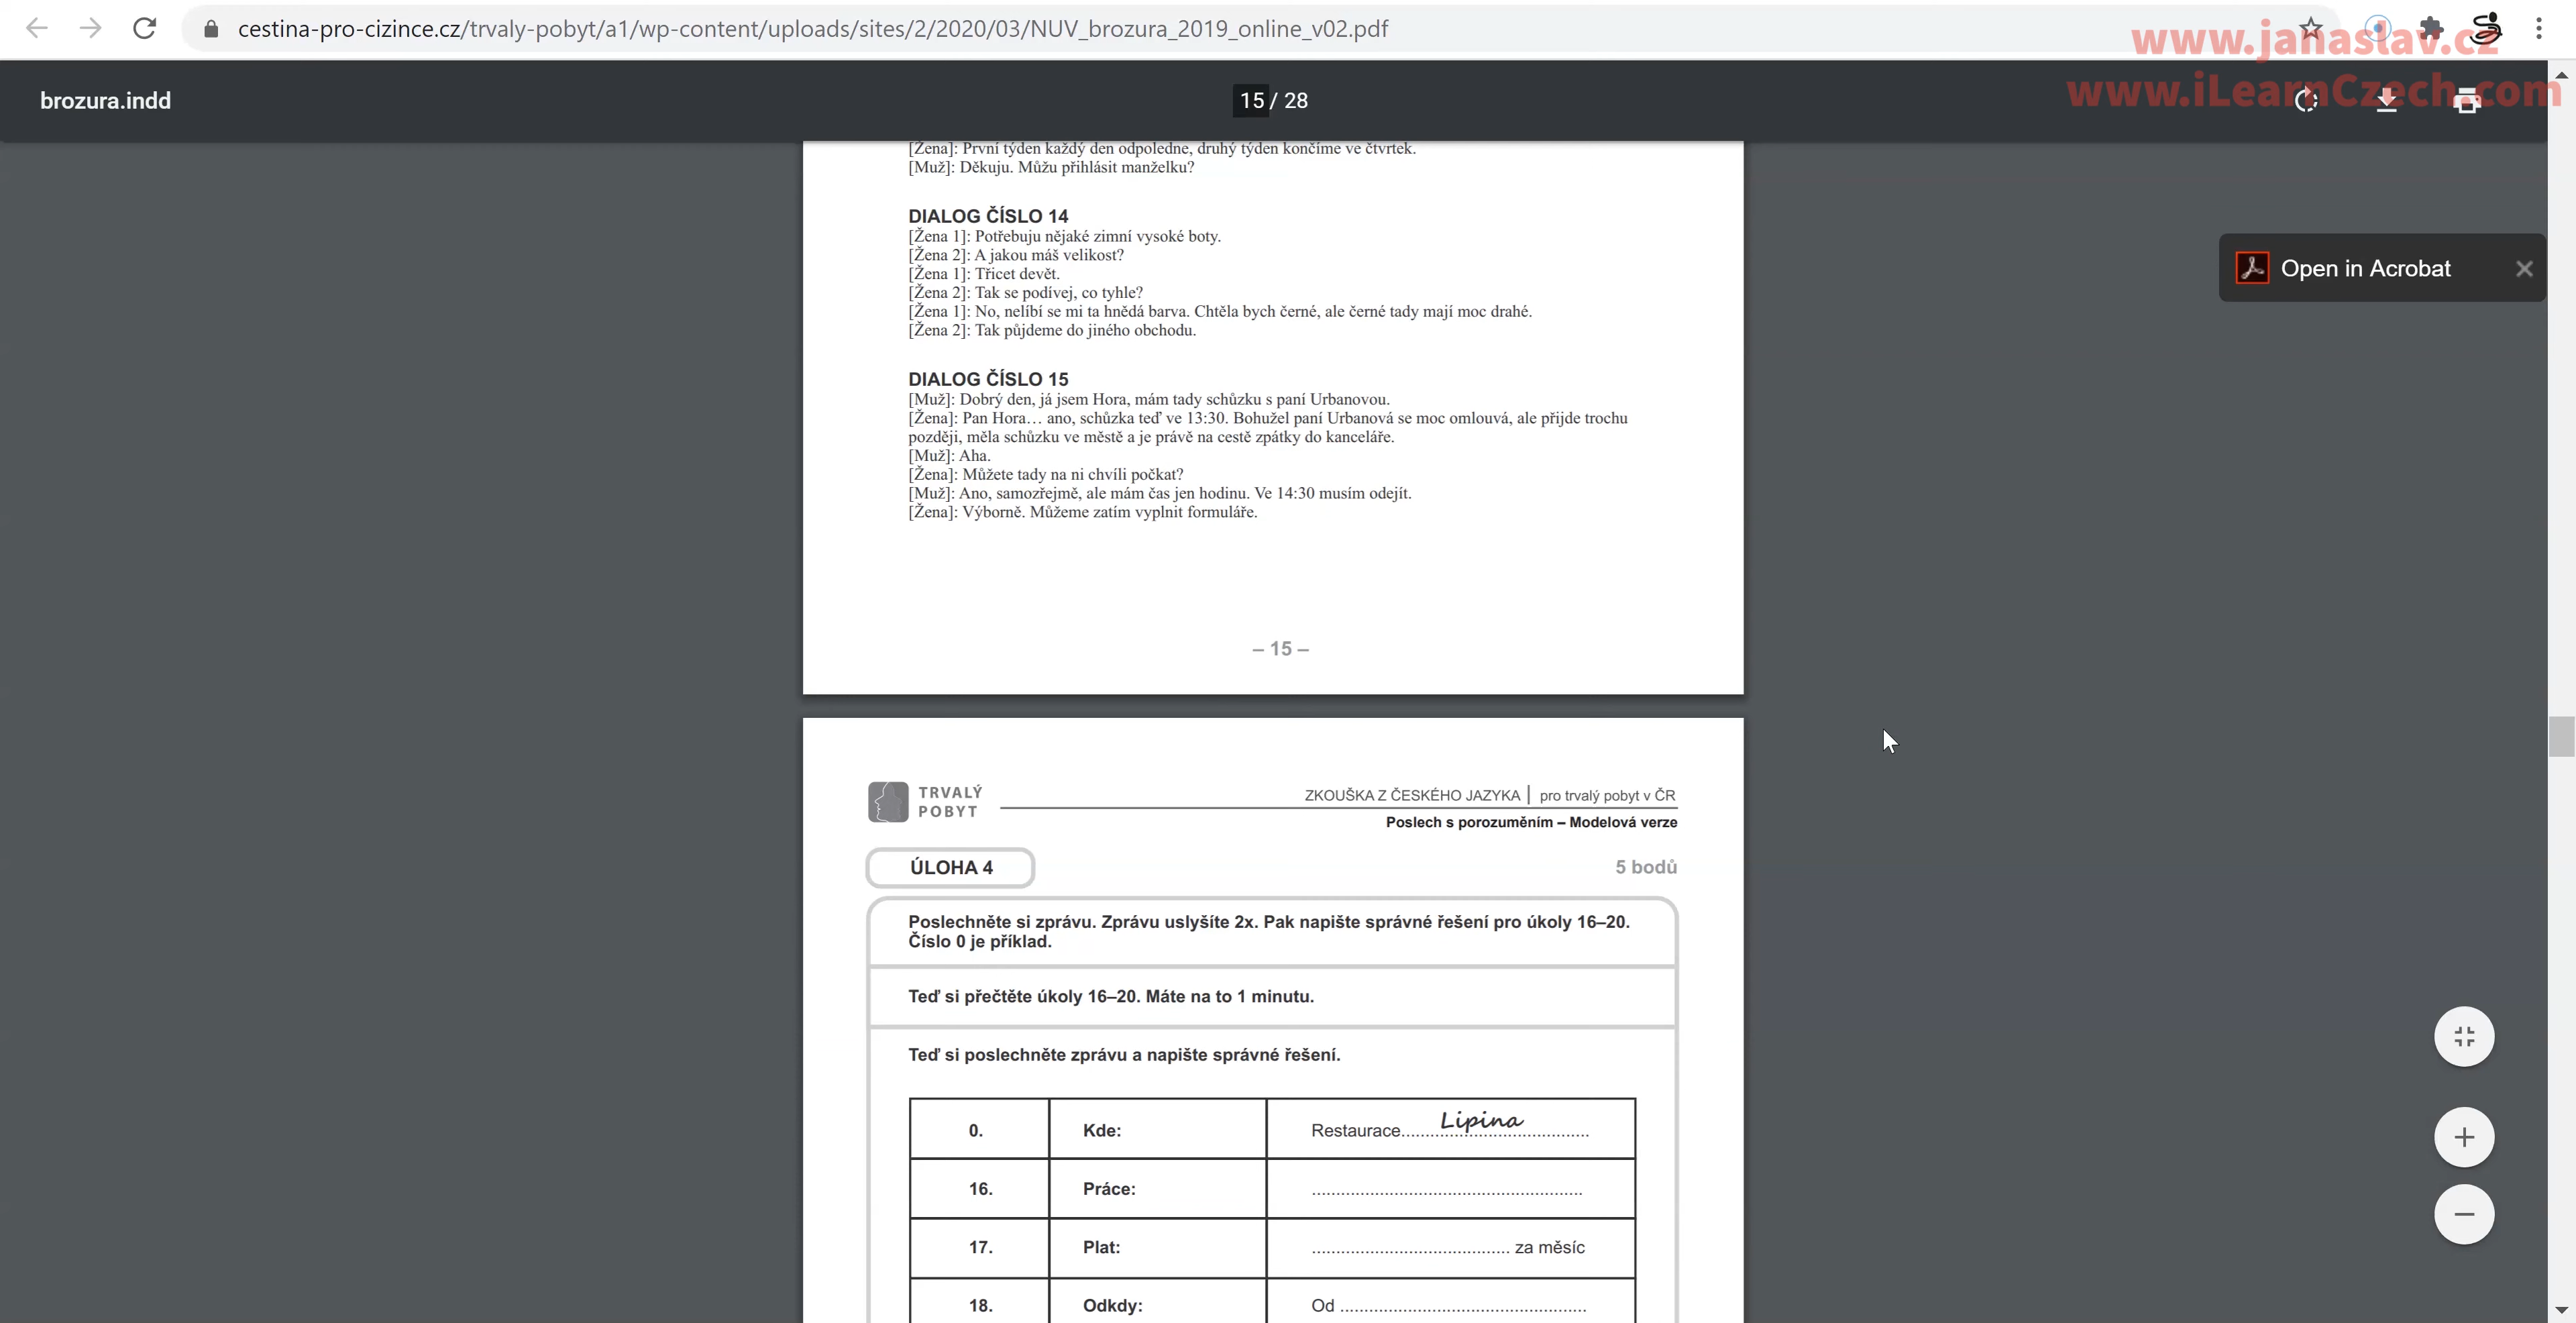 cestina-pro-cizince.cz/trvaly-pobyt/a1/wp-content/uploads/sites/2/2020/03/NUV_brozura_2019_online_v02.pdf
www.janaslav.cz
www.iLearnCzech.com
brozura.indd
15 / 28
Open in Acrobat
[Žena]: První týden každý den odpoledne, druhý týden končíme ve čtvrtek.
[Muž]: Děkuju. Můžu přihlásit manželku?
DIALOG ČÍSLO 14
[Žena 1]: Potřebuju nějaké zimní vysoké boty.
[Žena 2]: A jakou máš velikost?
[Žena 1]: Třicet devět.
[Žena 2]: Tak se podívej, co tyhle?
[Žena 1]: No, nelíbí se mi ta hnědá barva. Chtěla bych černé, ale černé tady mají moc drahé.
[Žena 2]: Tak půjdeme do jiného obchodu.
DIALOG ČÍSLO 15
[Muž]: Dobrý den, já jsem Hora, mám tady schůzku s paní Urbanovou.
[Žena]: Pan Hora… ano, schůzka teď ve 13:30. Bohužel paní Urbanová se moc omlouvá, ale přijde trochu
později, měla schůzku ve městě a je právě na cestě zpátky do kanceláře.
[Muž]: Aha.
[Žena]: Můžete tady na ni chvíli počkat?
[Muž]: Ano, samozřejmě, ale mám čas jen hodinu. Ve 14:30 musím odejít.
[Žena]: Výborně. Můžeme zatím vyplnit formuláře.
– 15 –
TRVALÝ
POBYT
ZKOUŠKA Z ČESKÉHO JAZYKA | pro trvalý pobyt v ČR
Poslech s porozuměním – Modelová verze
ÚLOHA 4
5 bodů
Poslechněte si zprávu. Zprávu uslyšíte 2x. Pak napište správné řešení pro úkoly 16–20.
Číslo 0 je příklad.
Teď si přečtěte úkoly 16–20. Máte na to 1 minutu.
Teď si poslechněte zprávu a napište správné řešení.
0. Kde: Restaurace Lipina
16. Práce:
17. Plat: za měsíc
18. Odkdy: Od